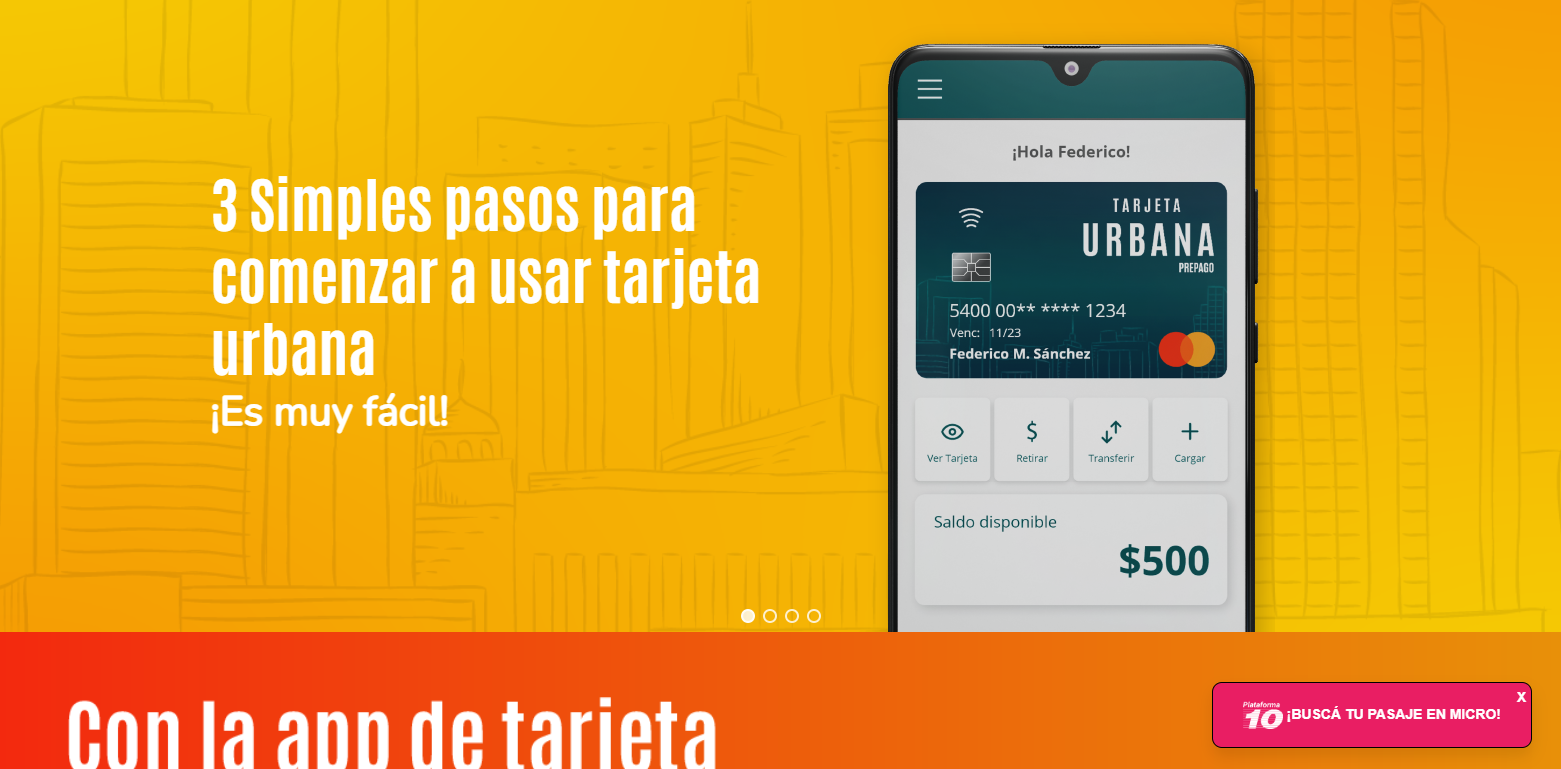 3 Simples pasos para
comenzar a usar tarjeta
urbana
¡Es muy fácil!
¡Hola Federico!
TARJETA
URBANA
PREPAGO
5400 00** **** 1234
Venc: 11/23
Federico M. Sánchez
Ver Tarjeta
Retirar
Transferir
Cargar
Saldo disponible
$500
Con la app de tarjeta
X
Plataforma
10
¡BUSCÁ TU PASAJE EN MICRO!